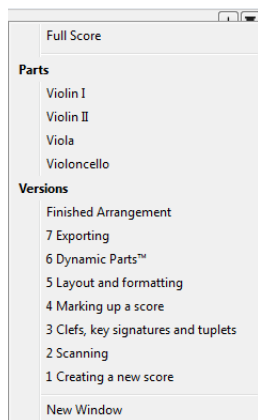 Full Score
Parts
Violin I
Violin II
Viola
Violoncello
Versions
Finished Arrangement
7 Exporting
6 Dynamic Parts™
5 Layout and formatting
4 Marking up a score
3 Clefs, key signatures and tuplets
2 Scanning
1 Creating a new score
New Window